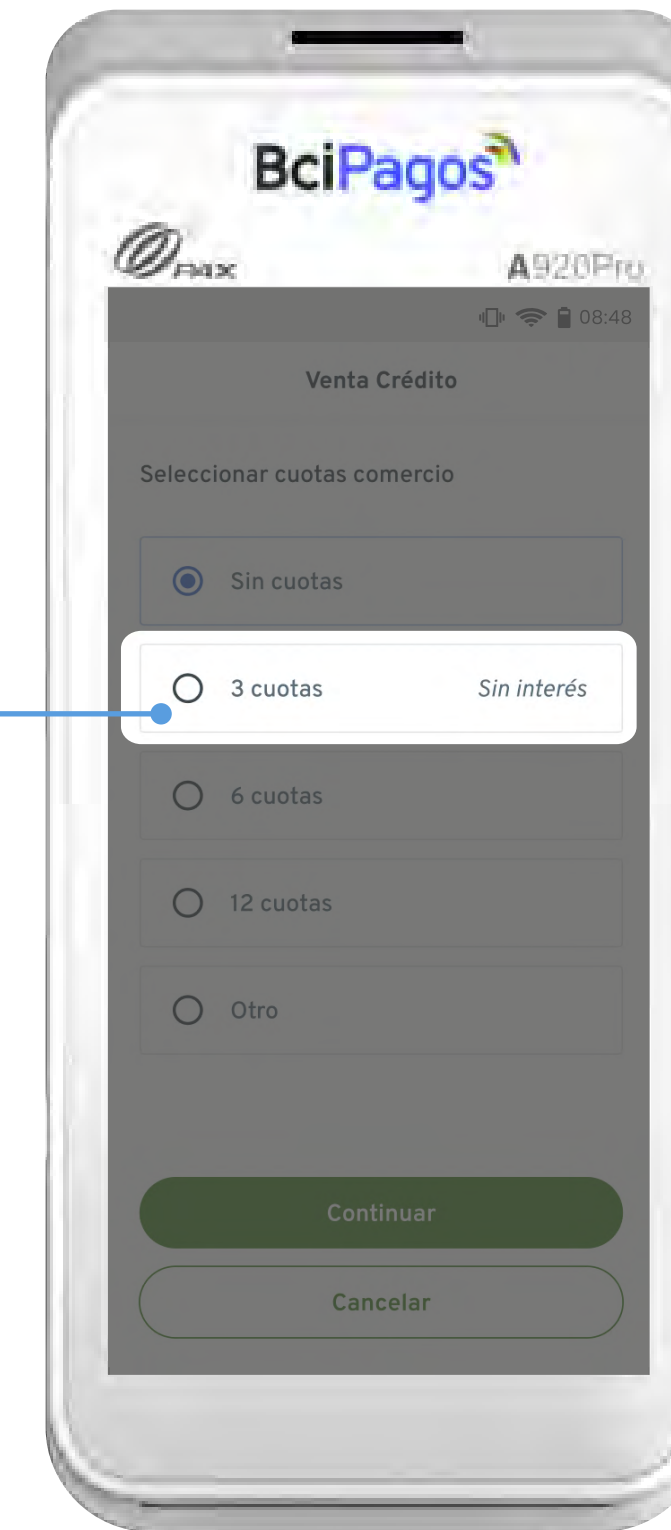 BciPagos
PAX
A920Pro
08:48
Venta Crédito
Seleccionar cuotas comercio
Sin cuotas
3 cuotas Sin interés
6 cuotas
12 cuotas
Otro
Continuar
Cancelar